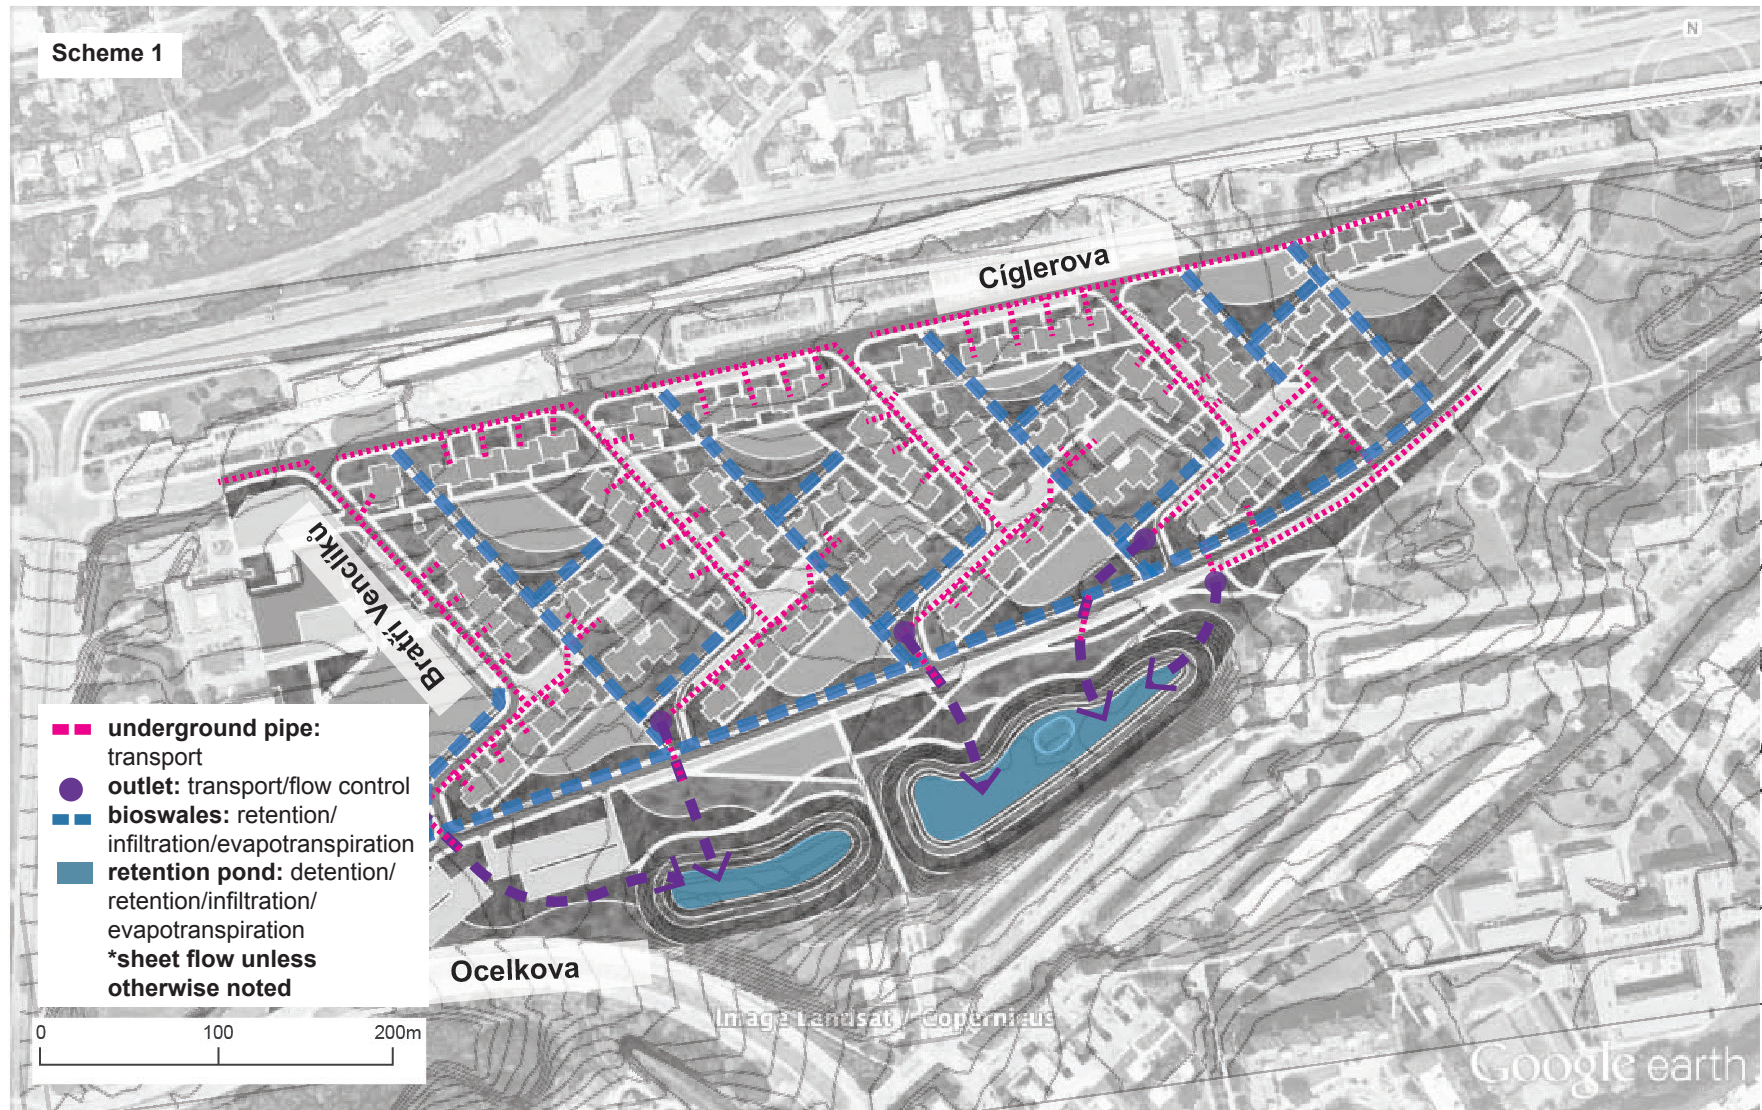 Scheme 1
N
Cíglerova
Bratří Venclíků
underground pipe:
transport
outlet: transport/flow control
bioswales: retention/
infiltration/evapotranspiration
retention pond: detention/
retention/infiltration/
evapotranspiration
*sheet flow unless
otherwise noted
Ocelkova
0 100 200m
Image Landsat / Copernicus
Google earth